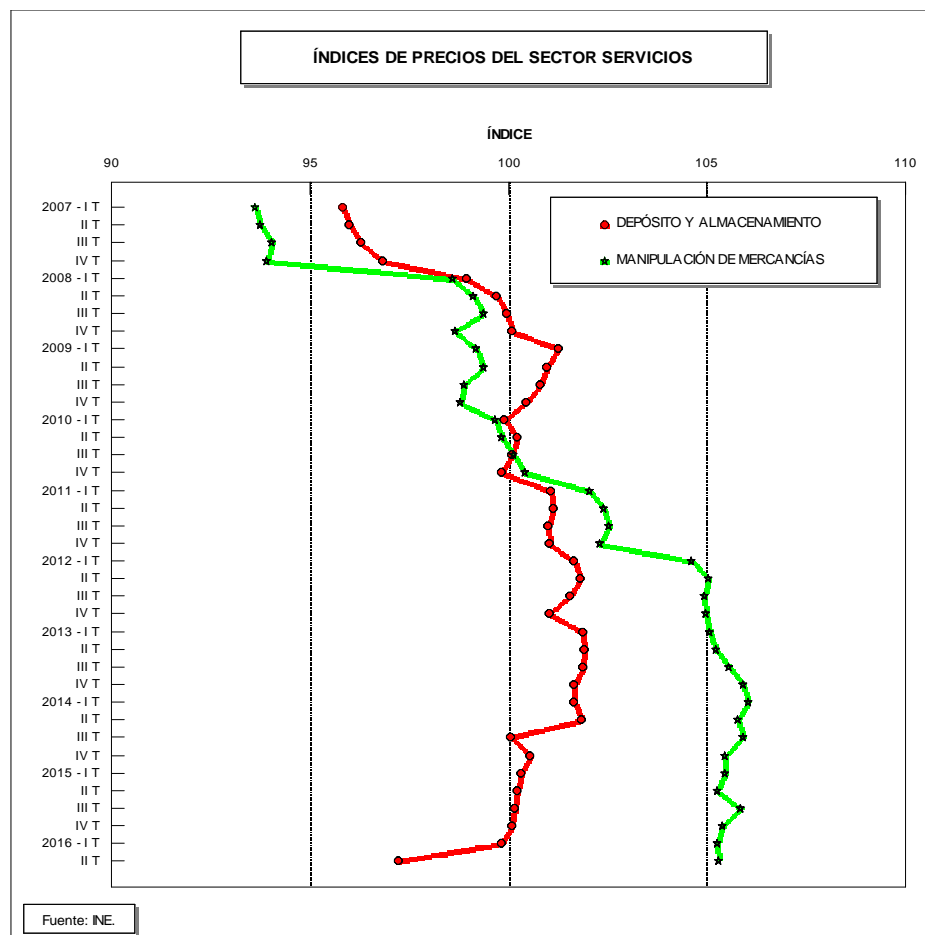 ÍNDICES DE PRECIOS DEL SECTOR SERVICIOS
ÍNDICE
90 95 100 105 110
DEPÓSITO Y ALMACENAMIENTO
MANIPULACIÓN DE MERCANCÍAS
2007 - I T
II T
III T
IV T
2008 - I T
II T
III T
IV T
2009 - I T
II T
III T
IV T
2010 - I T
II T
III T
IV T
2011 - I T
II T
III T
IV T
2012 - I T
II T
III T
IV T
2013 - I T
II T
III T
IV T
2014 - I T
II T
III T
IV T
2015 - I T
II T
III T
IV T
2016 - I T
II T
Fuente: INE.